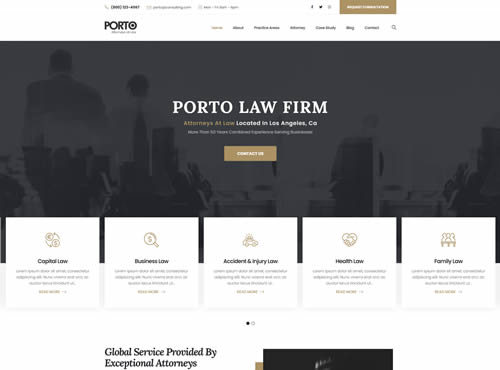 (800) 123-4567
porto@consulting.com
Mon - Fri 9am - 6pm
REQUEST CONSULTATION
PORTO
Attorneys at Law
Home
About
Practice Areas
Attorney
Case Study
Blog
Contact
PORTO LAW FIRM
Attorneys At Law Located In Los Angeles, Ca
More Than 50 Years Combined Experience Serving Businesses
CONTACT US
Capital Law
Lorem ipsum dolor sit amet, consectetur
adipiscing elit. Nunc viverra erat orci, ac
auctor lacus tincidunt ut.
READ MORE
Business Law
Lorem ipsum dolor sit amet, consectetur
adipiscing elit. Nunc viverra erat orci, ac
auctor lacus tincidunt ut.
READ MORE
Accident & Injury Law
Lorem ipsum dolor sit amet, consectetur
adipiscing elit. Nunc viverra erat orci, ac
auctor lacus tincidunt ut.
READ MORE
Health Law
Lorem ipsum dolor sit amet, consectetur
adipiscing elit. Nunc viverra erat orci, ac
auctor lacus tincidunt ut.
READ MORE
Family Law
Lorem ipsum dolor sit amet, consectetur
adipiscing elit. Nunc viverra erat orci, ac
auctor lacus tincidunt ut.
READ MORE
Global Service Provided By
Exceptional Attorneys